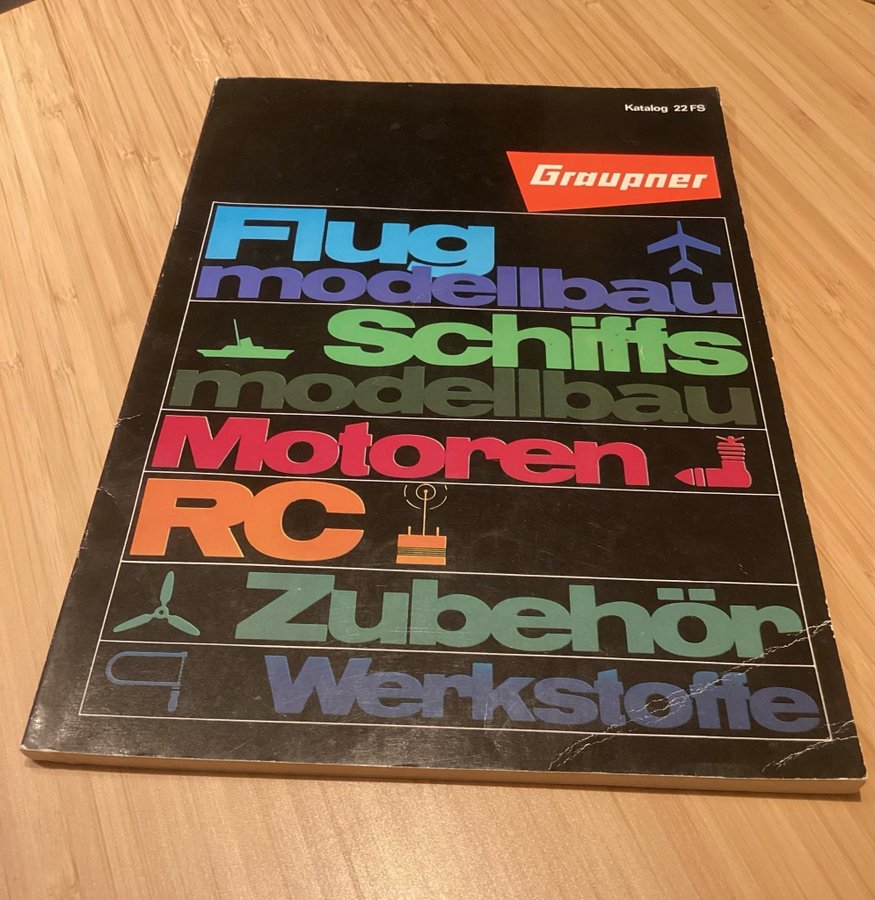 Katalog 22 FS
Graupner
Flug
modellbau
Schiffs
modellbau
Motoren
RC
Zubehör
Werkstoffe